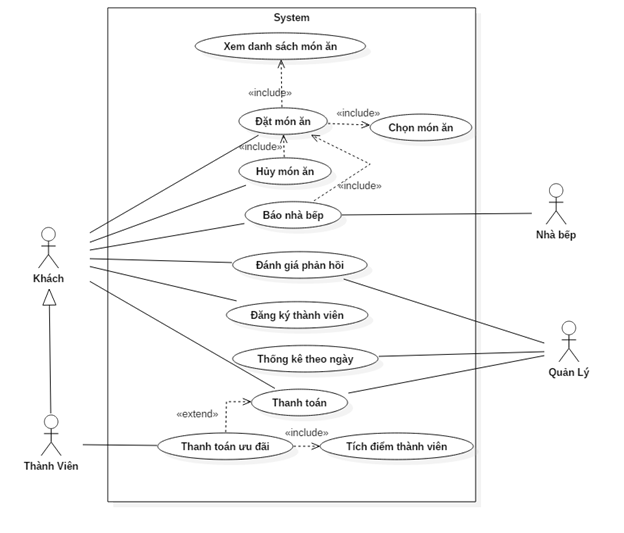 System
Xem danh sách món ăn
«include»
Đặt món ăn
«include»
Chọn món ăn
«include»
Hủy món ăn
«include»
Báo nhà bếp
Nhà bếp
Khách
Đánh giá phản hồi
Đăng ký thành viên
Thống kê theo ngày
Quản Lý
Thanh toán
«extend»
Thanh toán ưu đãi
«include»
Tích điểm thành viên
Thành Viên